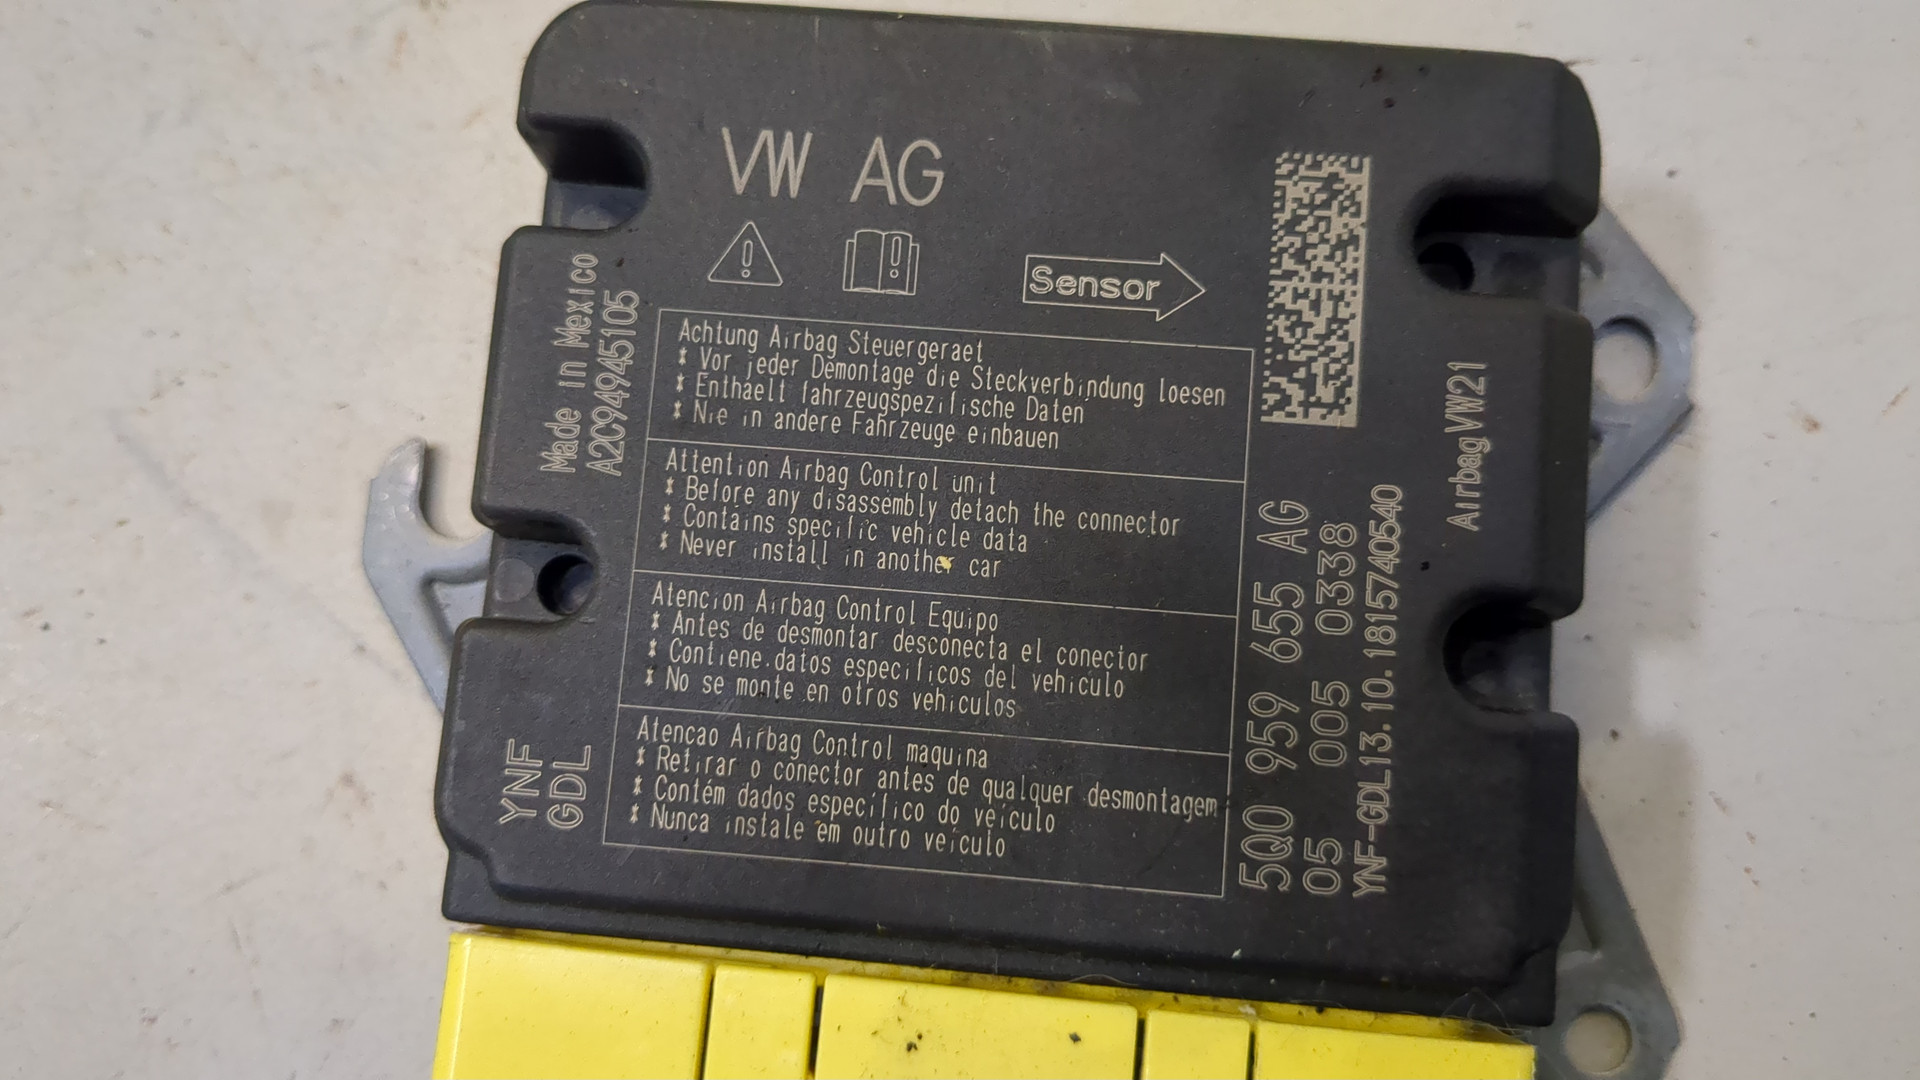 VW AG
Sensor
Made in Mexico
A2C9494945105
Achtung Airbag Steuergeraet
* Vor jeder Demontage die Steckverbindung loesen
* Enthaelt fahrzeugspezifische Daten
* Nie in andere Fahrzeuge einbauen
Attention Airbag Control unit
* Before any disassembly detach the connector
* Contains specific vehicle data
* Never install in another car
Atencion Airbag Control Equipo
* Antes de desmontar desconecta el conector
* Contiene datos especificos del vehiculo
* No se monte en otros vehiculos
Atencao Airbag Control maquina
* Retirar o conector antes de qualquer desmontagem
* Contém dados específico do veículo
* Nunca instale em outro veículo
YNF
GDL
5Q0 959 655 AG
05 005 0338
YNF-GDL13.10.1815740540
AirbagVW21